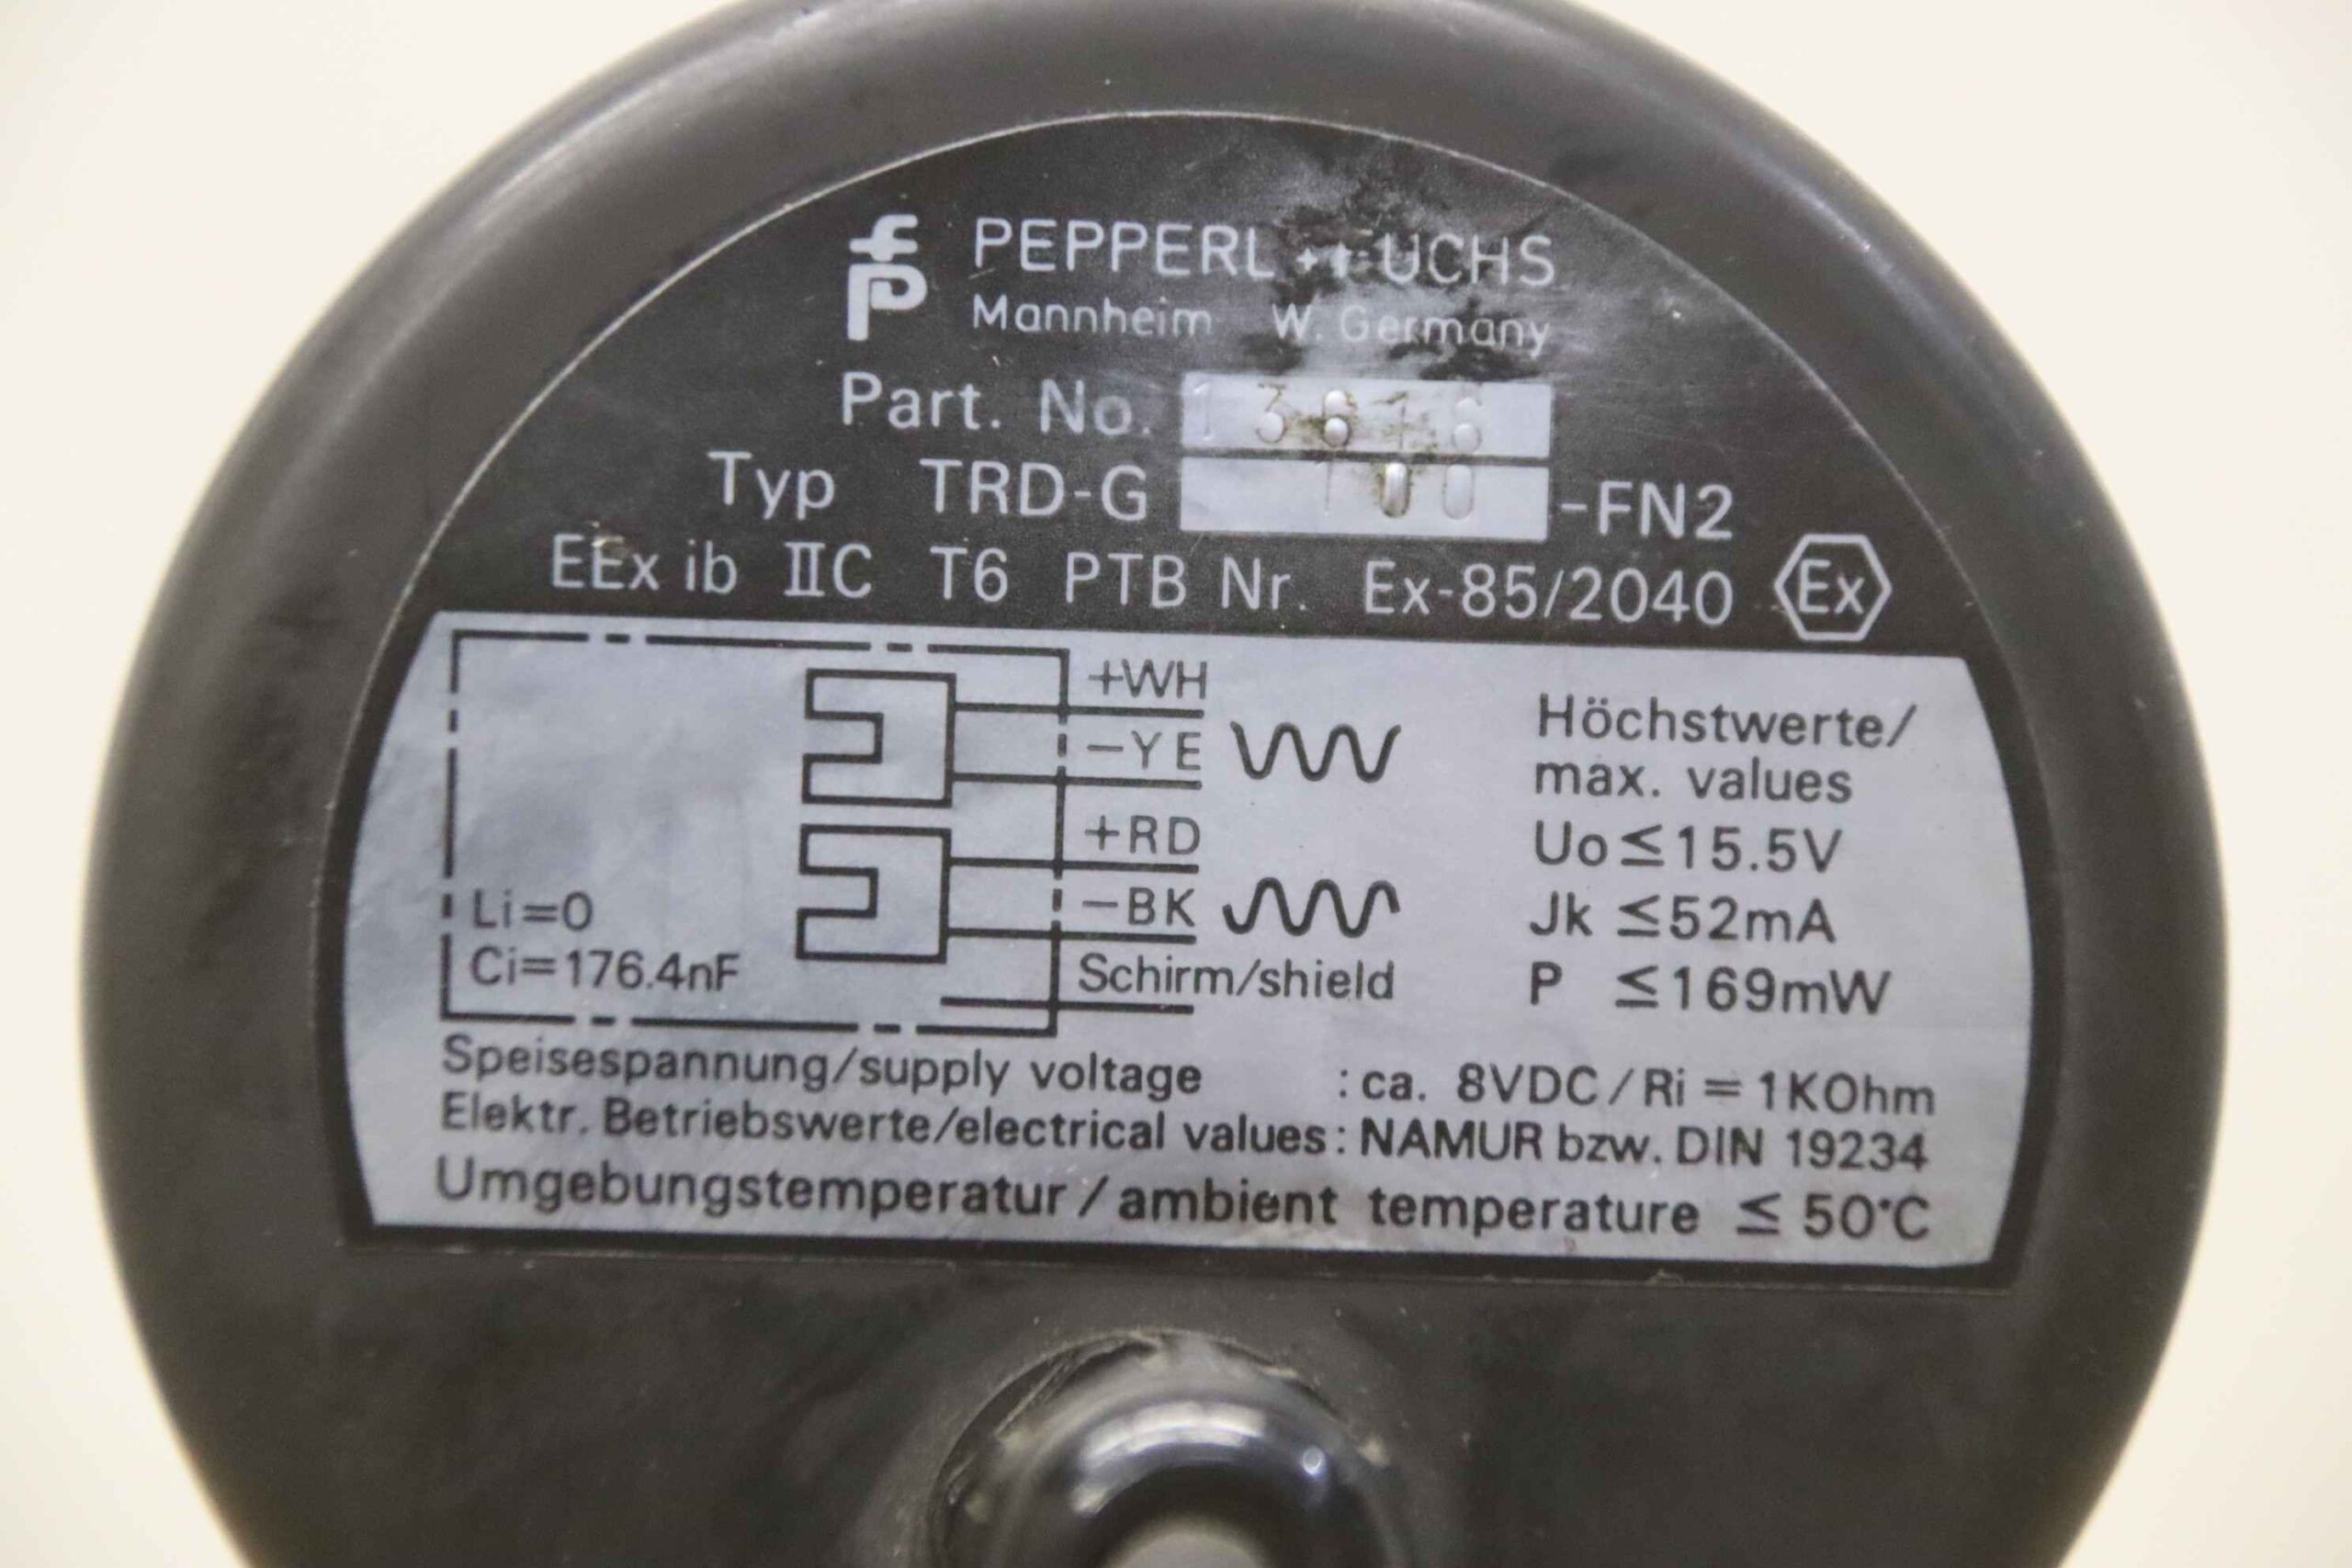 PEPPERL + FUCHS
Mannheim W. Germany
Part. No. 13616
Typ TRD-G 100 -FN2
EEx ib IIC T6 PTB Nr. Ex-85/2040 Ex
+WH
-YE
+RD
-BK
Schirm/shield
Li=0
Ci=176.4nF
Höchstwerte/
max. values
Uo≤15.5V
Jk ≤52mA
P ≤169mW
Speisespannung/supply voltage : ca. 8VDC/Ri = 1KOhm
Elektr. Betriebswerte/electrical values: NAMUR bzw. DIN 19234
Umgebungstemperatur / ambient temperature ≤ 50°C